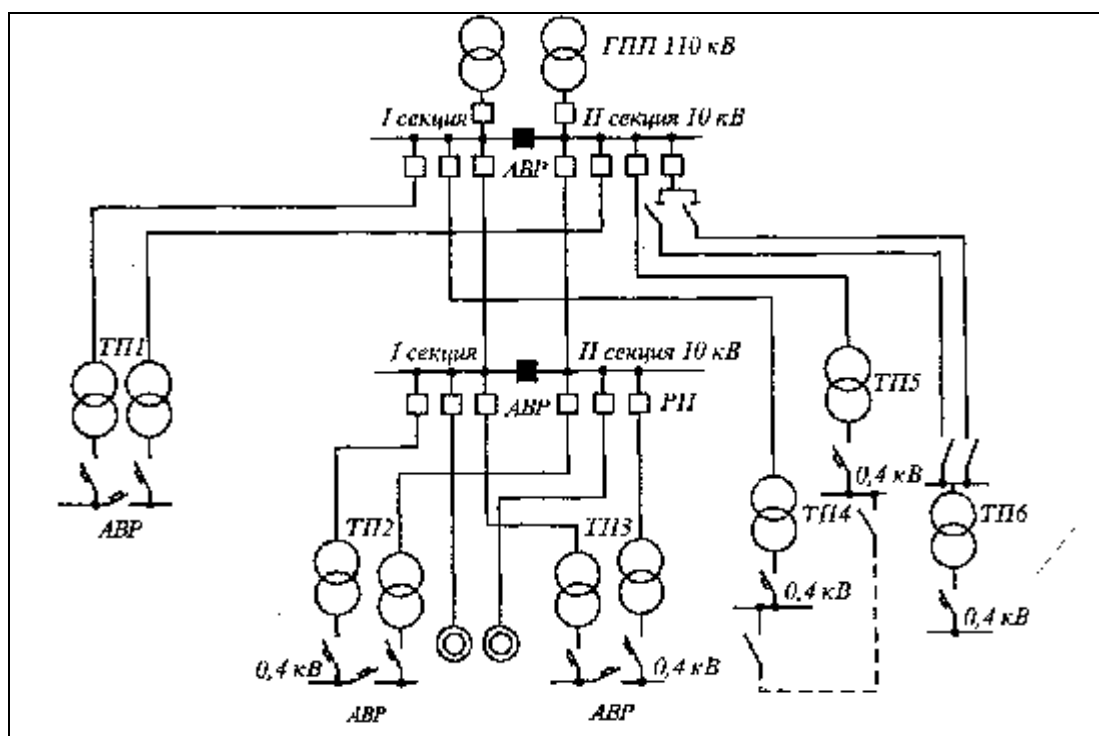 ГПП 110 кВ
I секция
II секция 10 кВ
АВР
ТП1
I секция
II секция 10 кВ
АВР
РП
ТП5
0,4 кВ
АВР
ТП2
ТП3
ТП4
ТП6
0,4 кВ
0,4 кВ
0,4 кВ
0,4 кВ
АВР
АВР